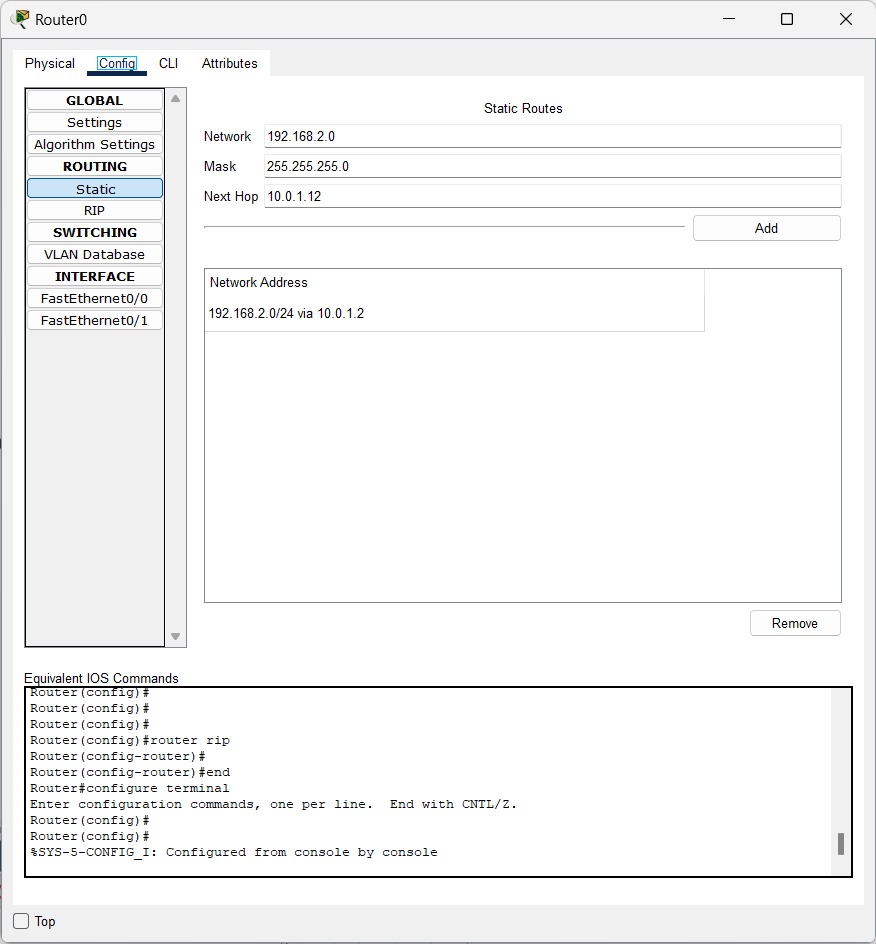 Router0
Physical Config CLI Attributes
GLOBAL
Settings
Algorithm Settings
ROUTING
Static
RIP
SWITCHING
VLAN Database
INTERFACE
FastEthernet0/0
FastEthernet0/1
Static Routes
Network 192.168.2.0
Mask 255.255.255.0
Next Hop 10.0.1.12
Add
Network Address
192.168.2.0/24 via 10.0.1.2
Remove
Equivalent IOS Commands
Router(config)#
Router(config)#
Router(config)#
Router(config)#router rip
Router(config-router)#
Router(config-router)#end
Router#configure terminal
Enter configuration commands, one per line.  End with CNTL/Z.
Router(config)#
Router(config)#
%SYS-5-CONFIG_I: Configured from console by console
Top